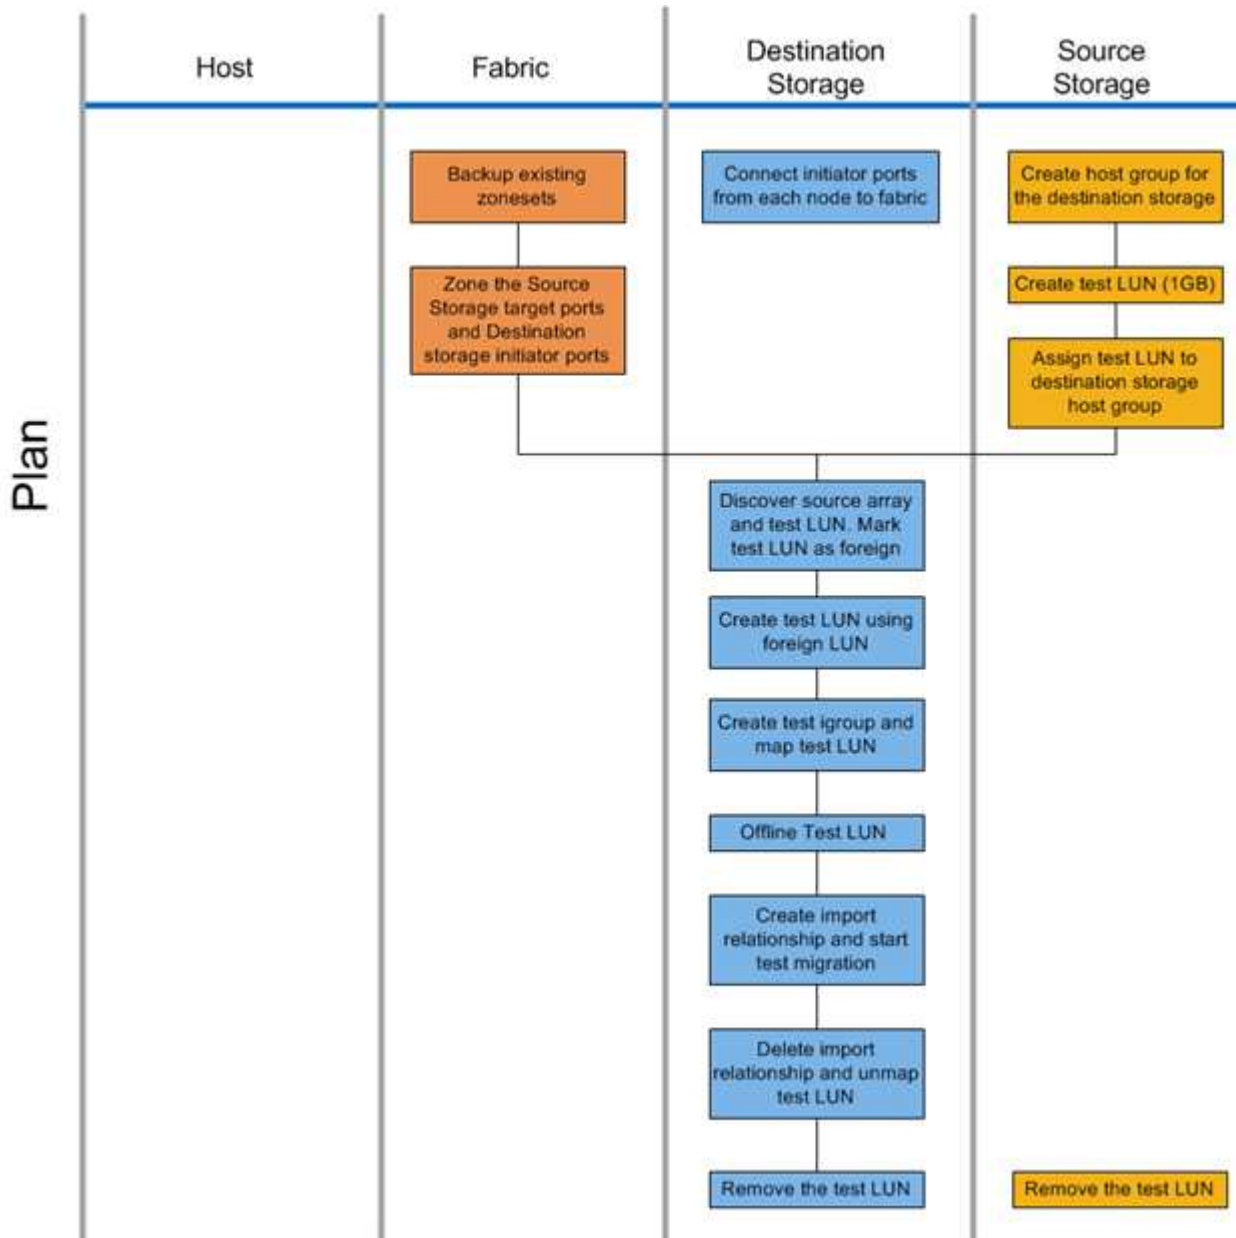 Host
Fabric
Destination
Storage
Source
Storage
Plan
Backup existing
zonesets
Connect initiator ports
from each node to fabric
Create host group for
the destination storage
Zone the Source
Storage target ports
and Destination
storage initiator ports
Create test LUN (1GB)
Assign test LUN to
destination storage
host group
Discover source array
and test LUN. Mark
test LUN as foreign
Create test LUN using
foreign LUN
Create test igroup and
map test LUN
Offline Test LUN
Create import
relationship and start
test migration
Delete import
relationship and unmap
test LUN
Remove the test LUN
Remove the test LUN